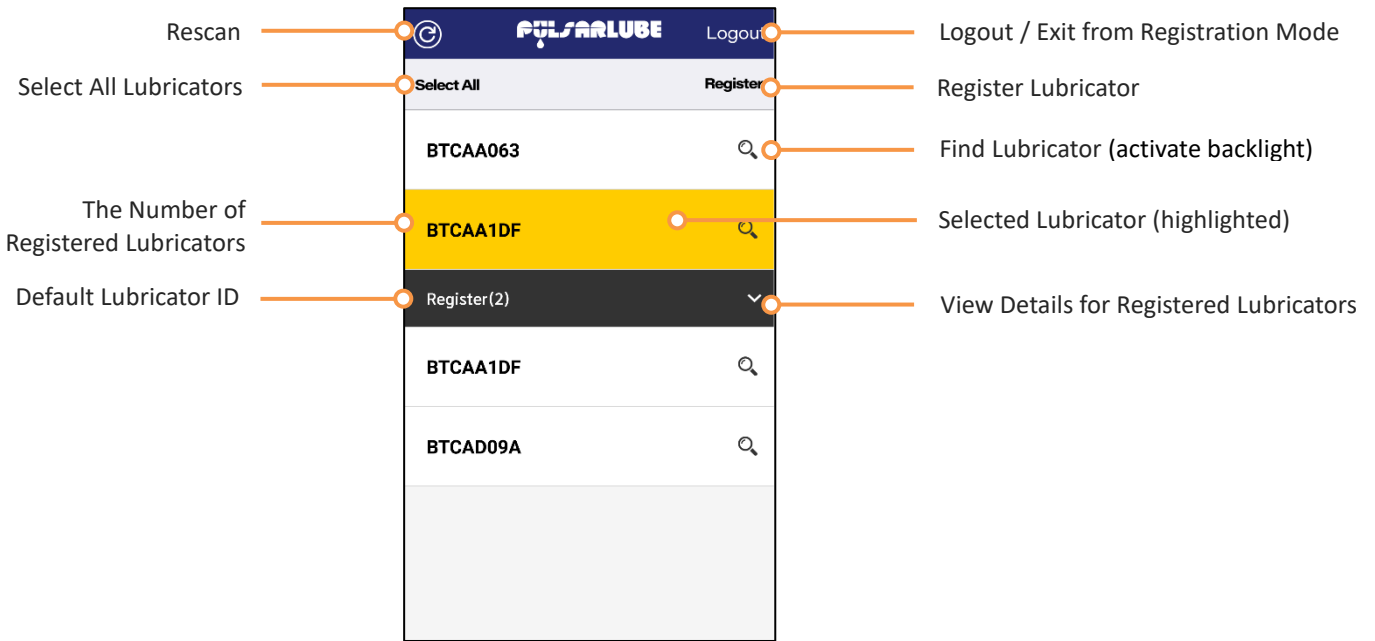 Rescan
PULSARLUBE
Logout
Logout / Exit from Registration Mode
Select All Lubricators
Select All
Register
Register Lubricator
BTCAA063
Find Lubricator (activate backlight)
The Number of
Registered Lubricators
BTCAA1DF
Selected Lubricator (highlighted)
Default Lubricator ID
Register(2)
View Details for Registered Lubricators
BTCAA1DF
BTCAD09A